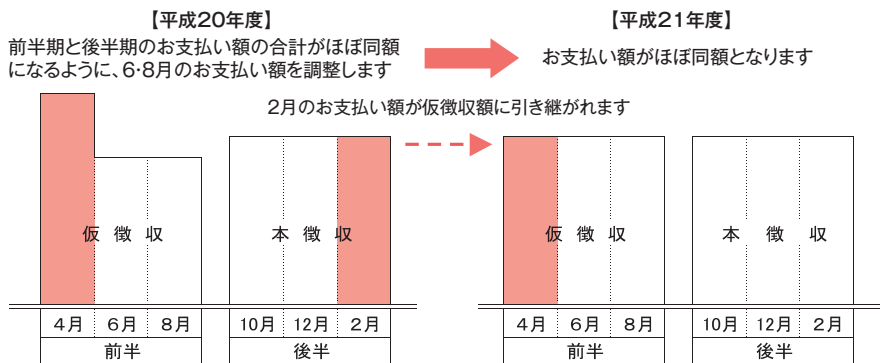 【平成20年度】
前半期と後半期のお支払い額の合計がほぼ同額
になるように、6・8月のお支払い額を調整します
【平成21年度】
お支払い額がほぼ同額となります
2月のお支払い額が仮徴収額に引き継がれます
仮徴収
本徴収
仮徴収
本徴収
4月 6月 8月 10月 12月 2月
前半 後半
4月 6月 8月 10月 12月 2月
前半 後半